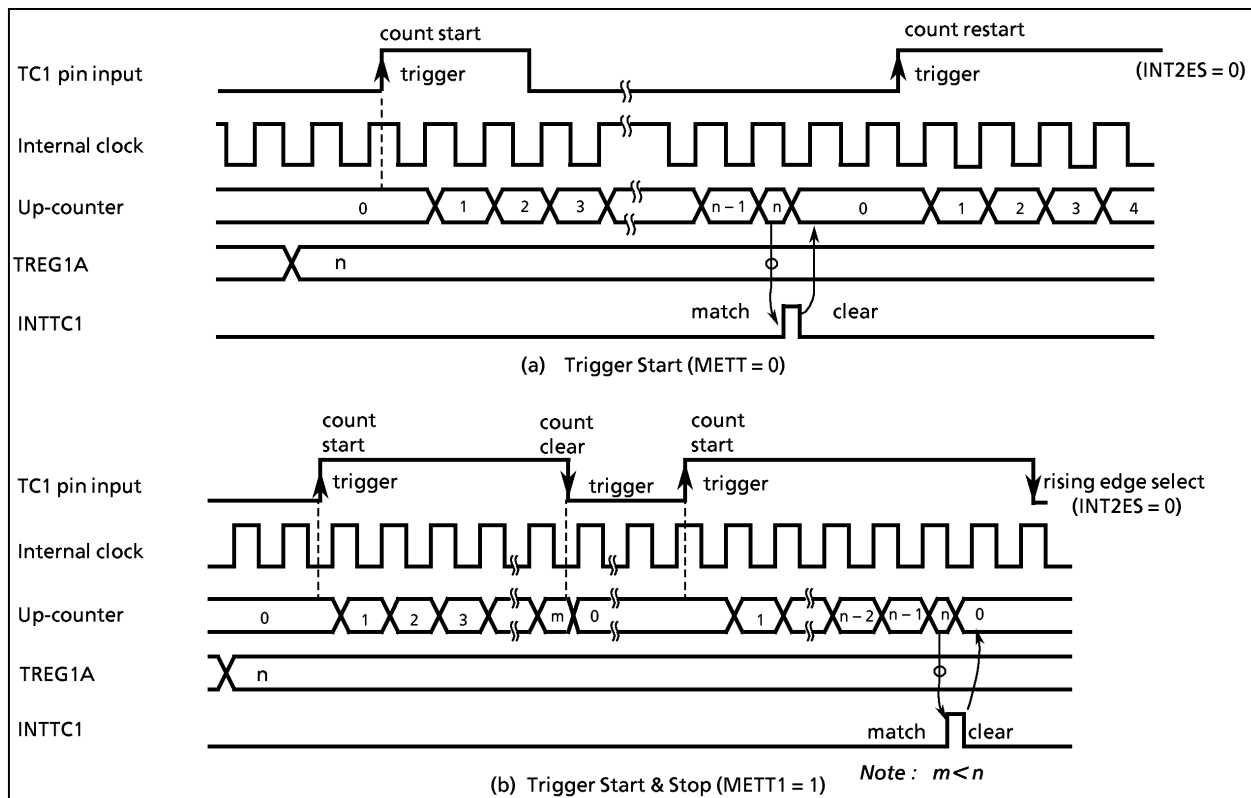 count start
count restart
TC1 pin input
trigger
trigger
(INT2ES = 0)
Internal clock
Up-counter
0 1 2 3 n – 1 n 0 1 2 3 4
TREG1A
n
INTTC1
match
clear
(a) Trigger Start (METT = 0)
count start
count clear
count start
TC1 pin input
trigger
trigger
trigger
rising edge select
(INT2ES = 0)
Internal clock
Up-counter
0 1 2 3 m 0 1 n – 2 n – 1 n 0
TREG1A
n
INTTC1
match
clear
(b) Trigger Start & Stop (METT1 = 1)
Note : m < n